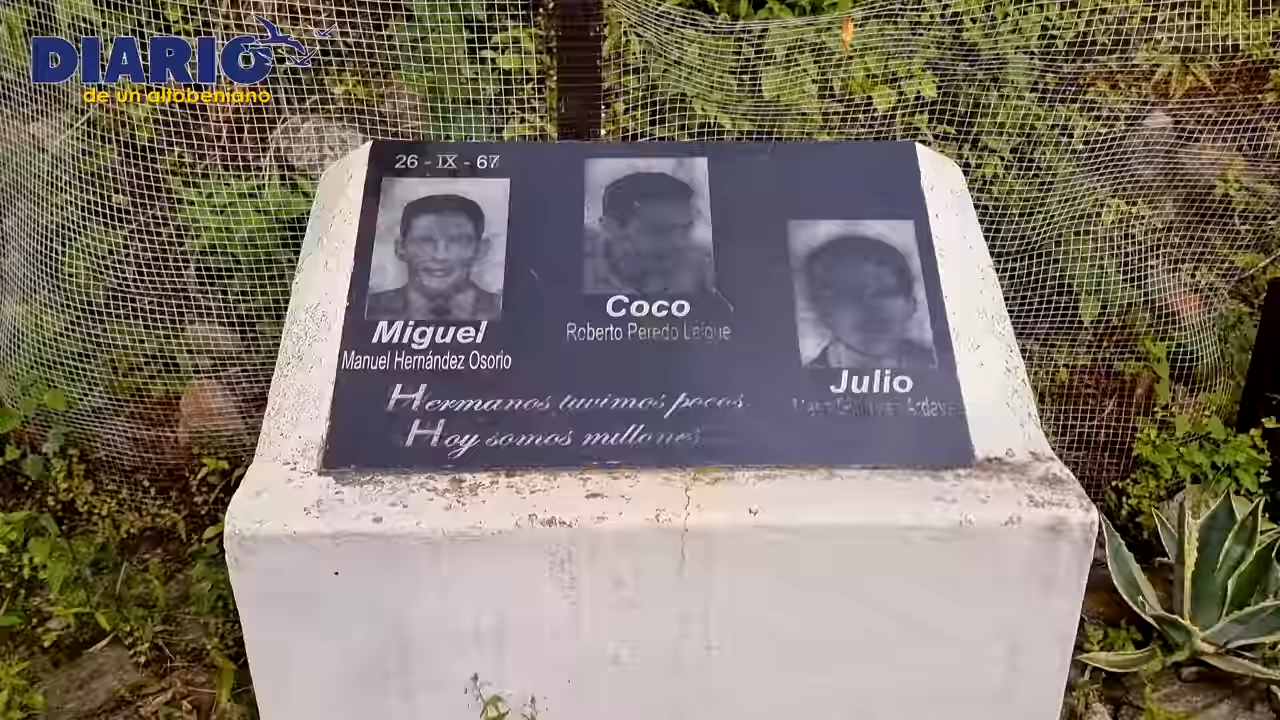 DIARIO
de un altobeniano
26 - IX - 67
Miguel
Manuel Hernández Osorio
Coco
Roberto Peredo Leigue
Julio
Hermanos tuvimos pocos.
Hoy somos millones